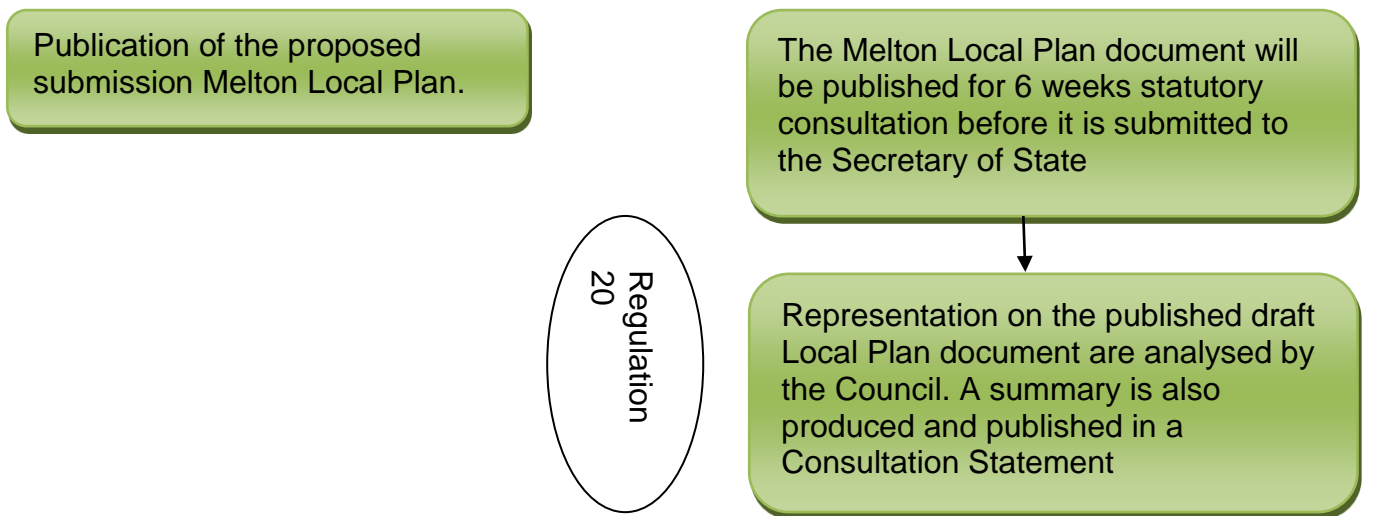 Publication of the proposed
submission Melton Local Plan.
The Melton Local Plan document will
be published for 6 weeks statutory
consultation before it is submitted to
the Secretary of State
Regulation
20
Representation on the published draft
Local Plan document are analysed by
the Council. A summary is also
produced and published in a
Consultation Statement